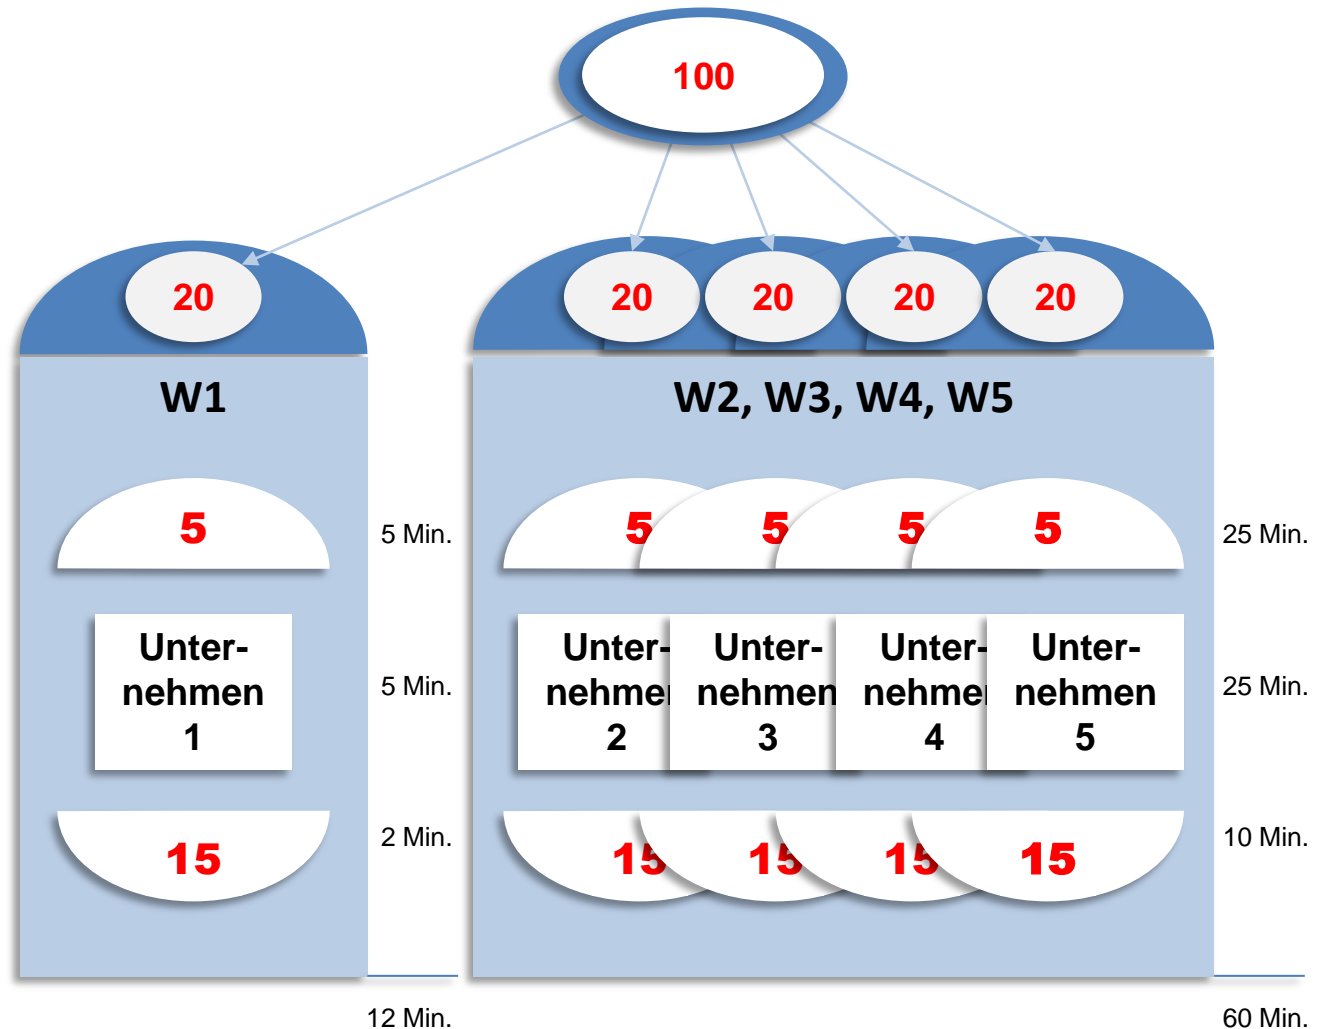 100
20
20 20 20 20
W1
W2, W3, W4, W5
5
5 Min.
5 5 5 5
25 Min.
Unter-
nehmen
1
5 Min.
Unter-
nehmen
2
Unter-
nehmen
3
Unter-
nehmen
4
Unter-
nehmen
5
25 Min.
15
2 Min.
15 15 15 15
10 Min.
12 Min.
60 Min.